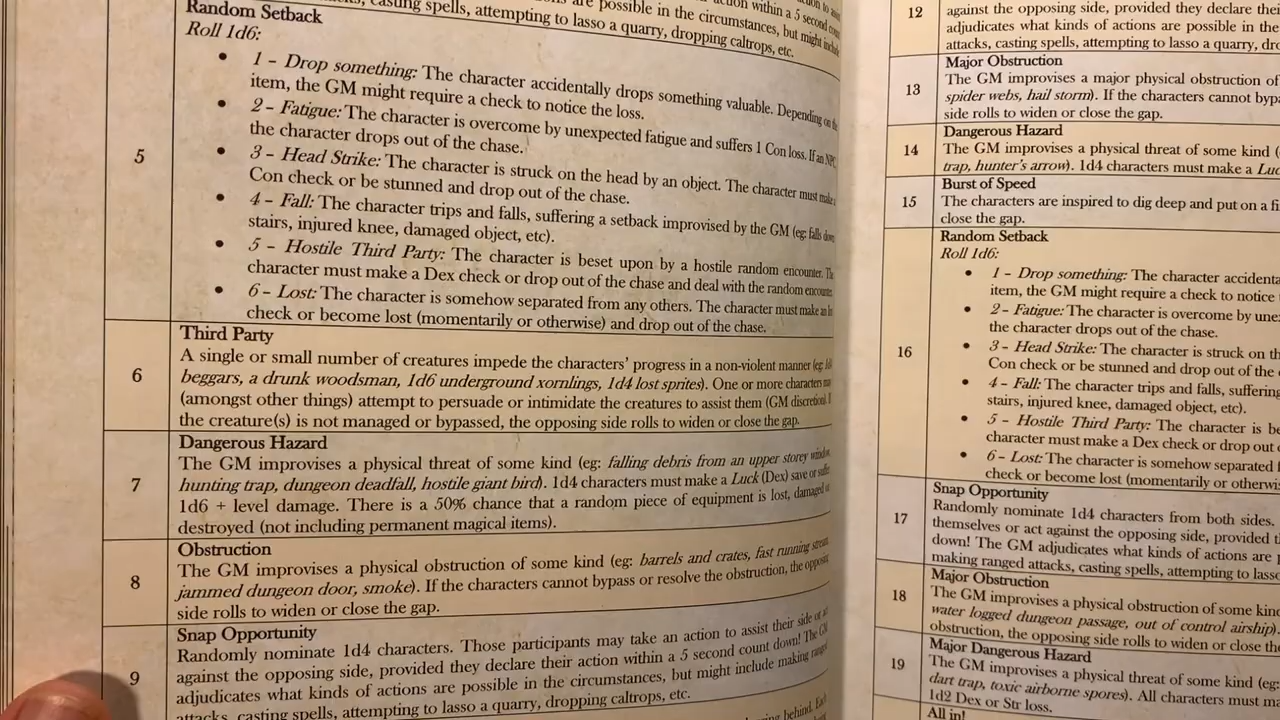 are possible in the circumstances, but might include
attacks, casting spells, attempting to lasso a quarry, dropping caltrops, etc.
Random Setback
Roll 1d6:
• 1 – Drop something: The character accidentally drops something valuable. Depending on the
item, the GM might require a check to notice the loss.
• 2 – Fatigue: The character is overcome by unexpected fatigue and suffers 1 Con loss. If an NPC,
the character drops out of the chase.
• 3 – Head Strike: The character is struck on the head by an object. The character must make a
Con check or be stunned and drop out of the chase.
5
• 4 – Fall: The character trips and falls, suffering a setback improvised by the GM (eg: falls down
stairs, injured knee, damaged object, etc).
• 5 – Hostile Third Party: The character is beset upon by a hostile random encounter. The
character must make a Dex check or drop out of the chase and deal with the random encounter.
• 6 – Lost: The character is somehow separated from any others. The character must make an Int
check or become lost (momentarily or otherwise) and drop out of the chase.
Third Party
A single or small number of creatures impede the characters' progress in a non-violent manner (eg: 1d6
6
beggars, a drunk woodsman, 1d6 underground xornlings, 1d4 lost sprites). One or more characters may
(amongst other things) attempt to persuade or intimidate the creatures to assist them (GM discretion). If
the creature(s) is not managed or bypassed, the opposing side rolls to widen or close the gap.
Dangerous Hazard
The GM improvises a physical threat of some kind (eg: falling debris from an upper storey window,
7
hunting trap, dungeon deadfall, hostile giant bird). 1d4 characters must make a Luck (Dex) save or suffer
1d6 + level damage. There is a 50% chance that a random piece of equipment is lost, damaged or
destroyed (not including permanent magical items).
Obstruction
The GM improvises a physical obstruction of some kind (eg: barrels and crates, fast running stream,
8
jammed dungeon door, smoke). If the characters cannot bypass or resolve the obstruction, the opposing
side rolls to widen or close the gap.
Snap Opportunity
Randomly nominate 1d4 characters. Those participants may take an action to assist their side or act
9
against the opposing side, provided they declare their action within a 5 second count down! The GM
adjudicates what kinds of actions are possible in the circumstances, but might include making ranged
attacks, casting spells, attempting to lasso a quarry, dropping caltrops, etc.
12
against the opposing side, provided they declare thei
adjudicates what kinds of actions are possible in the
attacks, casting spells, attempting to lasso a quarry, dro
Major Obstruction
13
The GM improvises a major physical obstruction of
spider webs, hail storm). If the characters cannot bypa
side rolls to widen or close the gap.
Dangerous Hazard
14
The GM improvises a physical threat of some kind (
trap, hunter's arrow). 1d4 characters must make a Luc
Burst of Speed
15
The characters are inspired to dig deep and put on a fi
close the gap.
Random Setback
Roll 1d6:
• 1 – Drop something: The character accidenta
item, the GM might require a check to notice
• 2 – Fatigue: The character is overcome by une
the character drops out of the chase.
16
• 3 – Head Strike: The character is struck on th
Con check or be stunned and drop out of the
• 4 – Fall: The character trips and falls, suffering
stairs, injured knee, damaged object, etc).
• 5 – Hostile Third Party: The character is be
character must make a Dex check or drop out
• 6 – Lost: The character is somehow separated
check or become lost (momentarily or otherwi
Snap Opportunity
17
Randomly nominate 1d4 characters from both sides.
themselves or act against the opposing side, provided t
down! The GM adjudicates what kinds of actions are
making ranged attacks, casting spells, attempting to lasso
Major Obstruction
18
The GM improvises a physical obstruction of some kind
water logged dungeon passage, out of control airship).
obstruction, the opposing side rolls to widen or close the
Major Dangerous Hazard
19
The GM improvises a physical threat of some kind (eg:
dart trap, toxic airborne spores). All characters must m
1d2 Dex or Str loss.
All in!